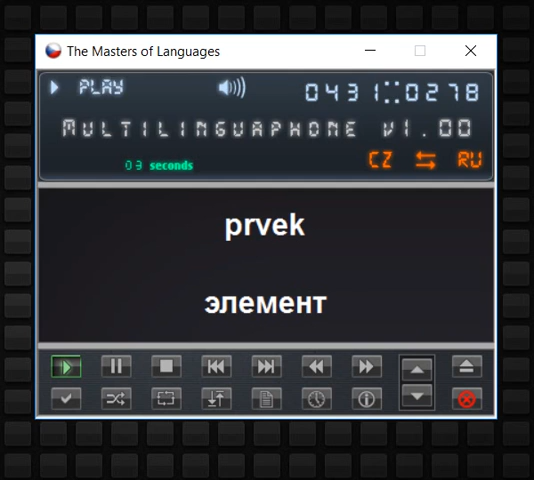 The Masters of Languages
PLAY
0431::0278
MULTILINGUAPHONE v1.00
03 seconds
CZ ⇆ RU
prvek
элемент